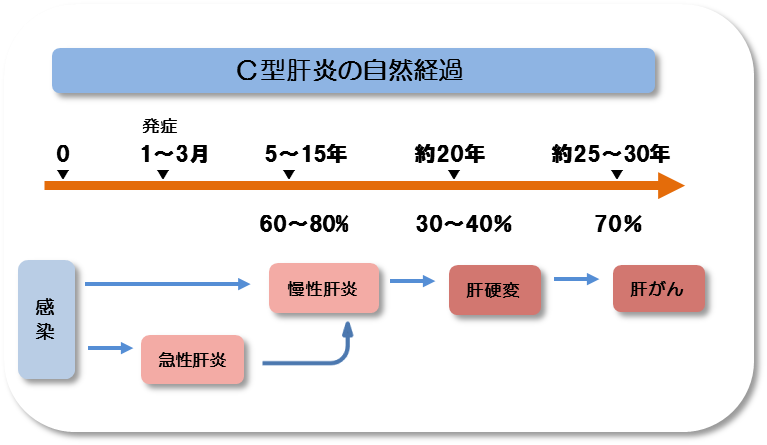 C型肝炎の自然経過
発症
0 1～3月 5～15年 約20年 約25～30年
60～80% 30～40% 70%
感染
慢性肝炎 肝硬変 肝がん
急性肝炎